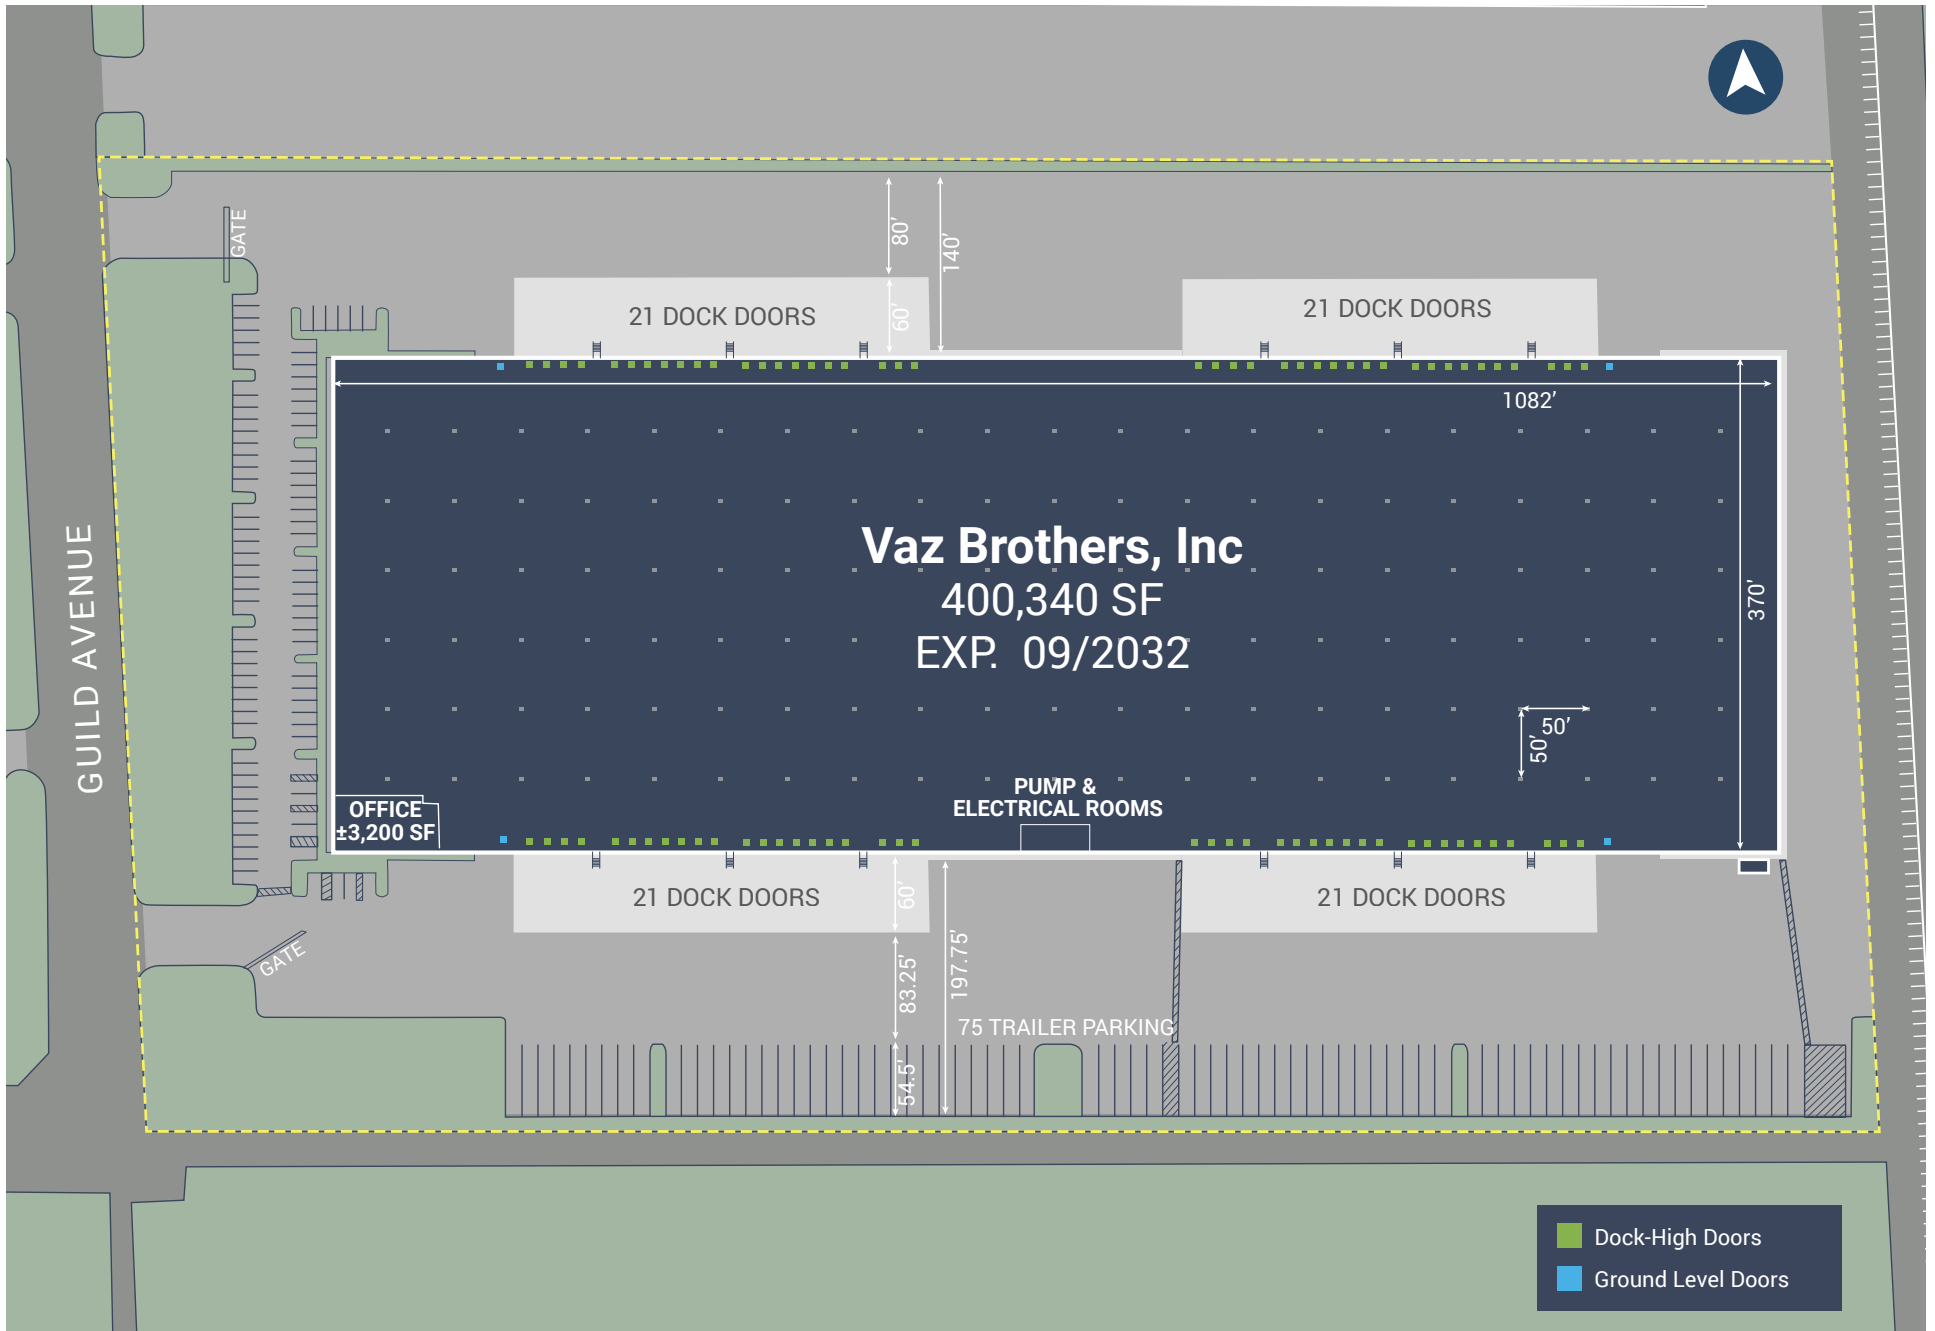 GATE
80’
140’
60’
21 DOCK DOORS
21 DOCK DOORS
1082’
Vaz Brothers, Inc
400,340 SF
EXP. 09/2032
370’
GUILD AVENUE
50’
50’
PUMP &
ELECTRICAL ROOMS
OFFICE
±3,200 SF
21 DOCK DOORS
60’
21 DOCK DOORS
GATE
83.25’
197.75’
75 TRAILER PARKING
54.5’
Dock-High Doors
Ground Level Doors